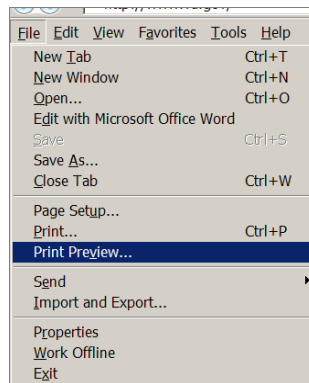 File Edit View Favorites Tools Help
New Tab Ctrl+T
New Window Ctrl+N
Open... Ctrl+O
Edit with Microsoft Office Word
Save Ctrl+S
Save As...
Close Tab Ctrl+W
Page Setup...
Print... Ctrl+P
Print Preview...
Send
Import and Export...
Properties
Work Offline
Exit